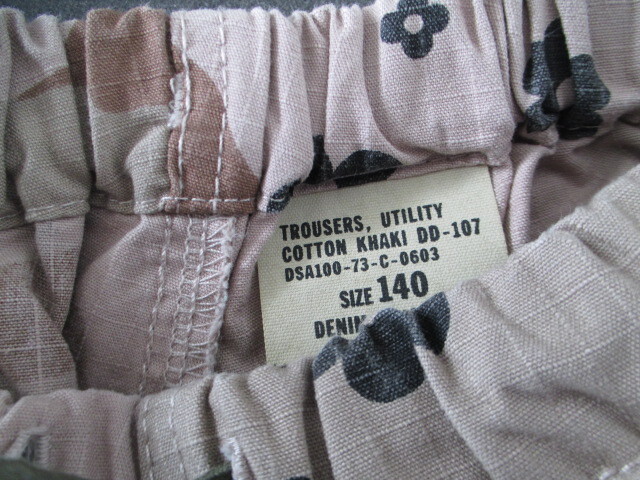 TROUSERS, UTILITY
COTTON KHAKI DD-107
DSA100-73-C-0603
SIZE 140